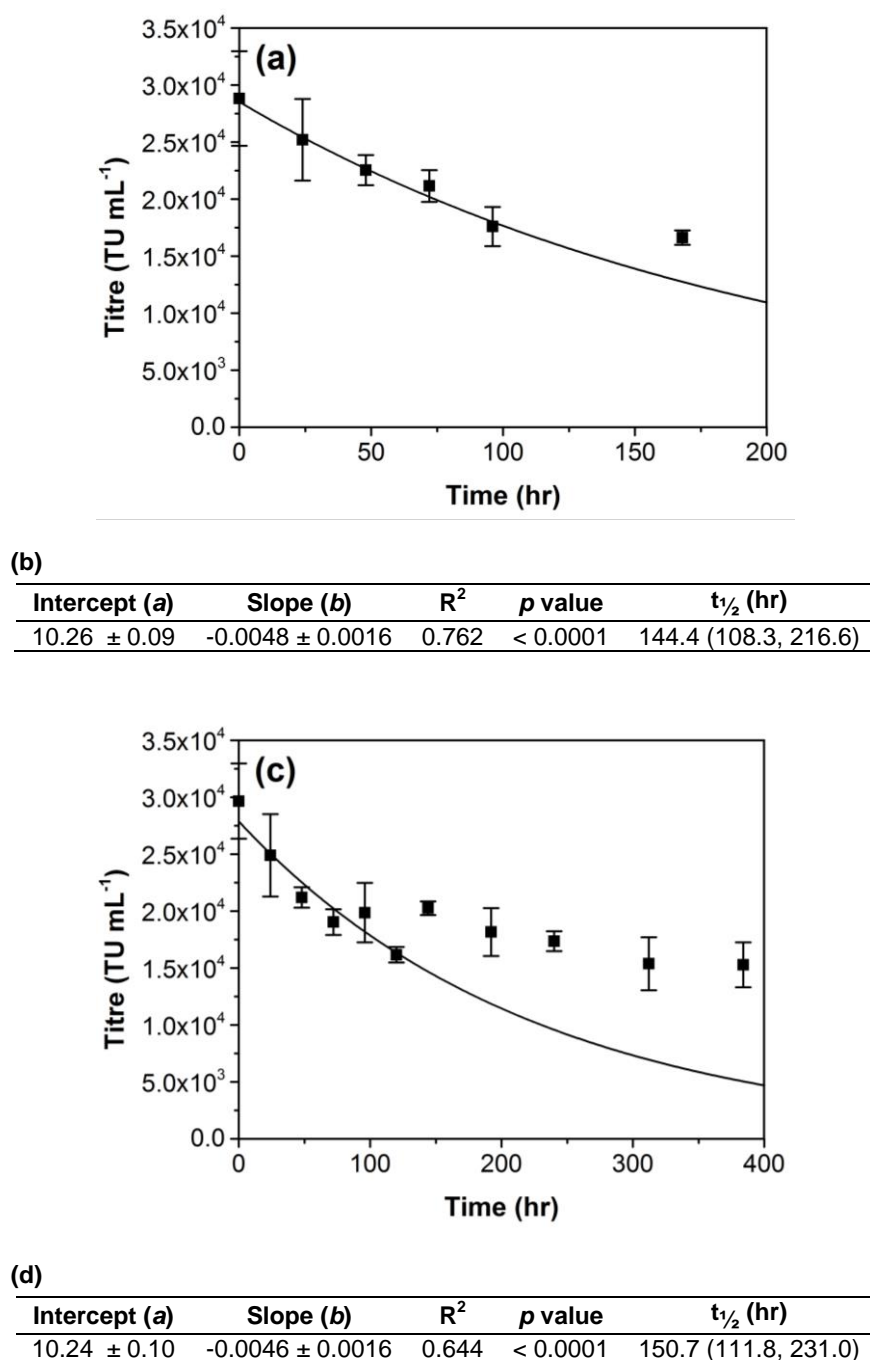 (a)
Titre (TU mL⁻¹)
3.5x10⁴
3.0x10⁴
2.5x10⁴
2.0x10⁴
1.5x10⁴
1.0x10⁴
5.0x10³
0.0
0 50 100 150 200
Time (hr)
(b)
Intercept (a) Slope (b) R² p value t½ (hr)
10.26 ± 0.09 -0.0048 ± 0.0016 0.762 < 0.0001 144.4 (108.3, 216.6)
(c)
Titre (TU mL⁻¹)
3.5x10⁴
3.0x10⁴
2.5x10⁴
2.0x10⁴
1.5x10⁴
1.0x10⁴
5.0x10³
0.0
0 100 200 300 400
Time (hr)
(d)
Intercept (a) Slope (b) R² p value t½ (hr)
10.24 ± 0.10 -0.0046 ± 0.0016 0.644 < 0.0001 150.7 (111.8, 231.0)